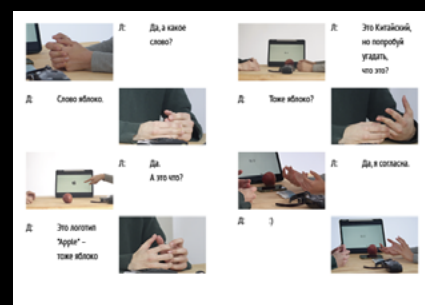 Л: Да, а какое
слово?
Д: Слово яблоко.
Л: Да.
А это что?
Д: Это логотип
"Apple" –
тоже яблоко
Л: Это Китайский,
но попробуй
угадать,
что это?
Д: Тоже яблоко?
Л: Да, я согласна.
Д: :)